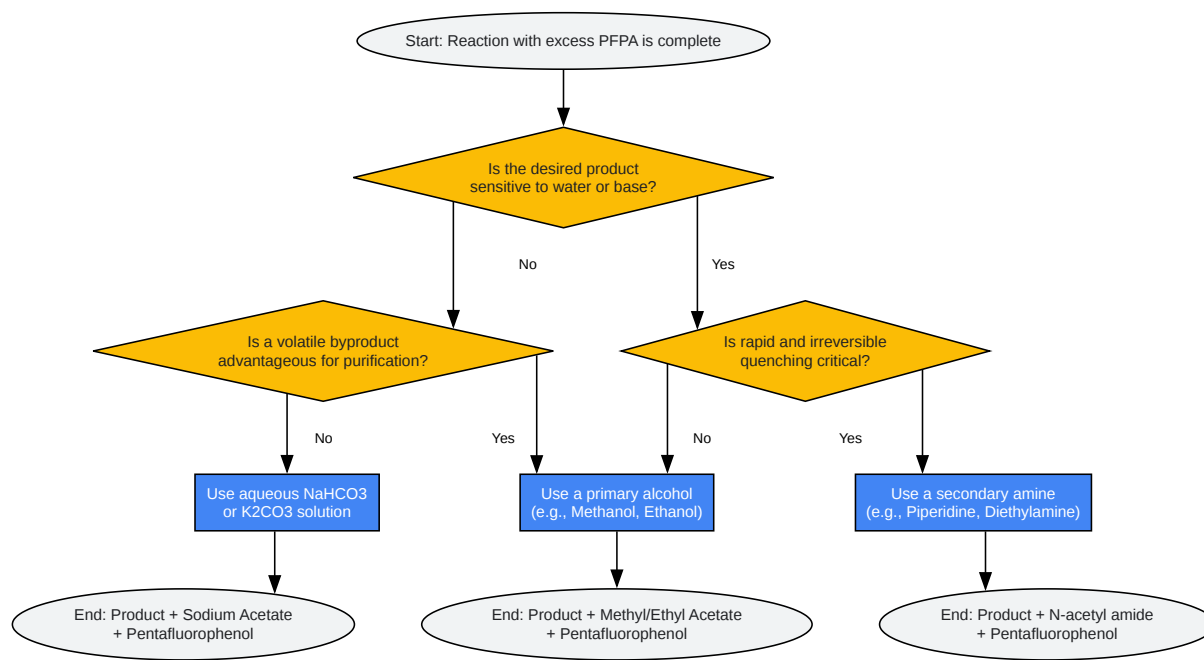 Start: Reaction with excess PFPA is complete
Is the desired product
sensitive to water or base?
No
Yes
Is a volatile byproduct
advantageous for purification?
Is rapid and irreversible
quenching critical?
No
Yes
No
Yes
Use aqueous NaHCO3
or K2CO3 solution
Use a primary alcohol
(e.g., Methanol, Ethanol)
Use a secondary amine
(e.g., Piperidine, Diethylamine)
End: Product + Sodium Acetate
+ Pentafluorophenol
End: Product + Methyl/Ethyl Acetate
+ Pentafluorophenol
End: Product + N-acetyl amide
+ Pentafluorophenol